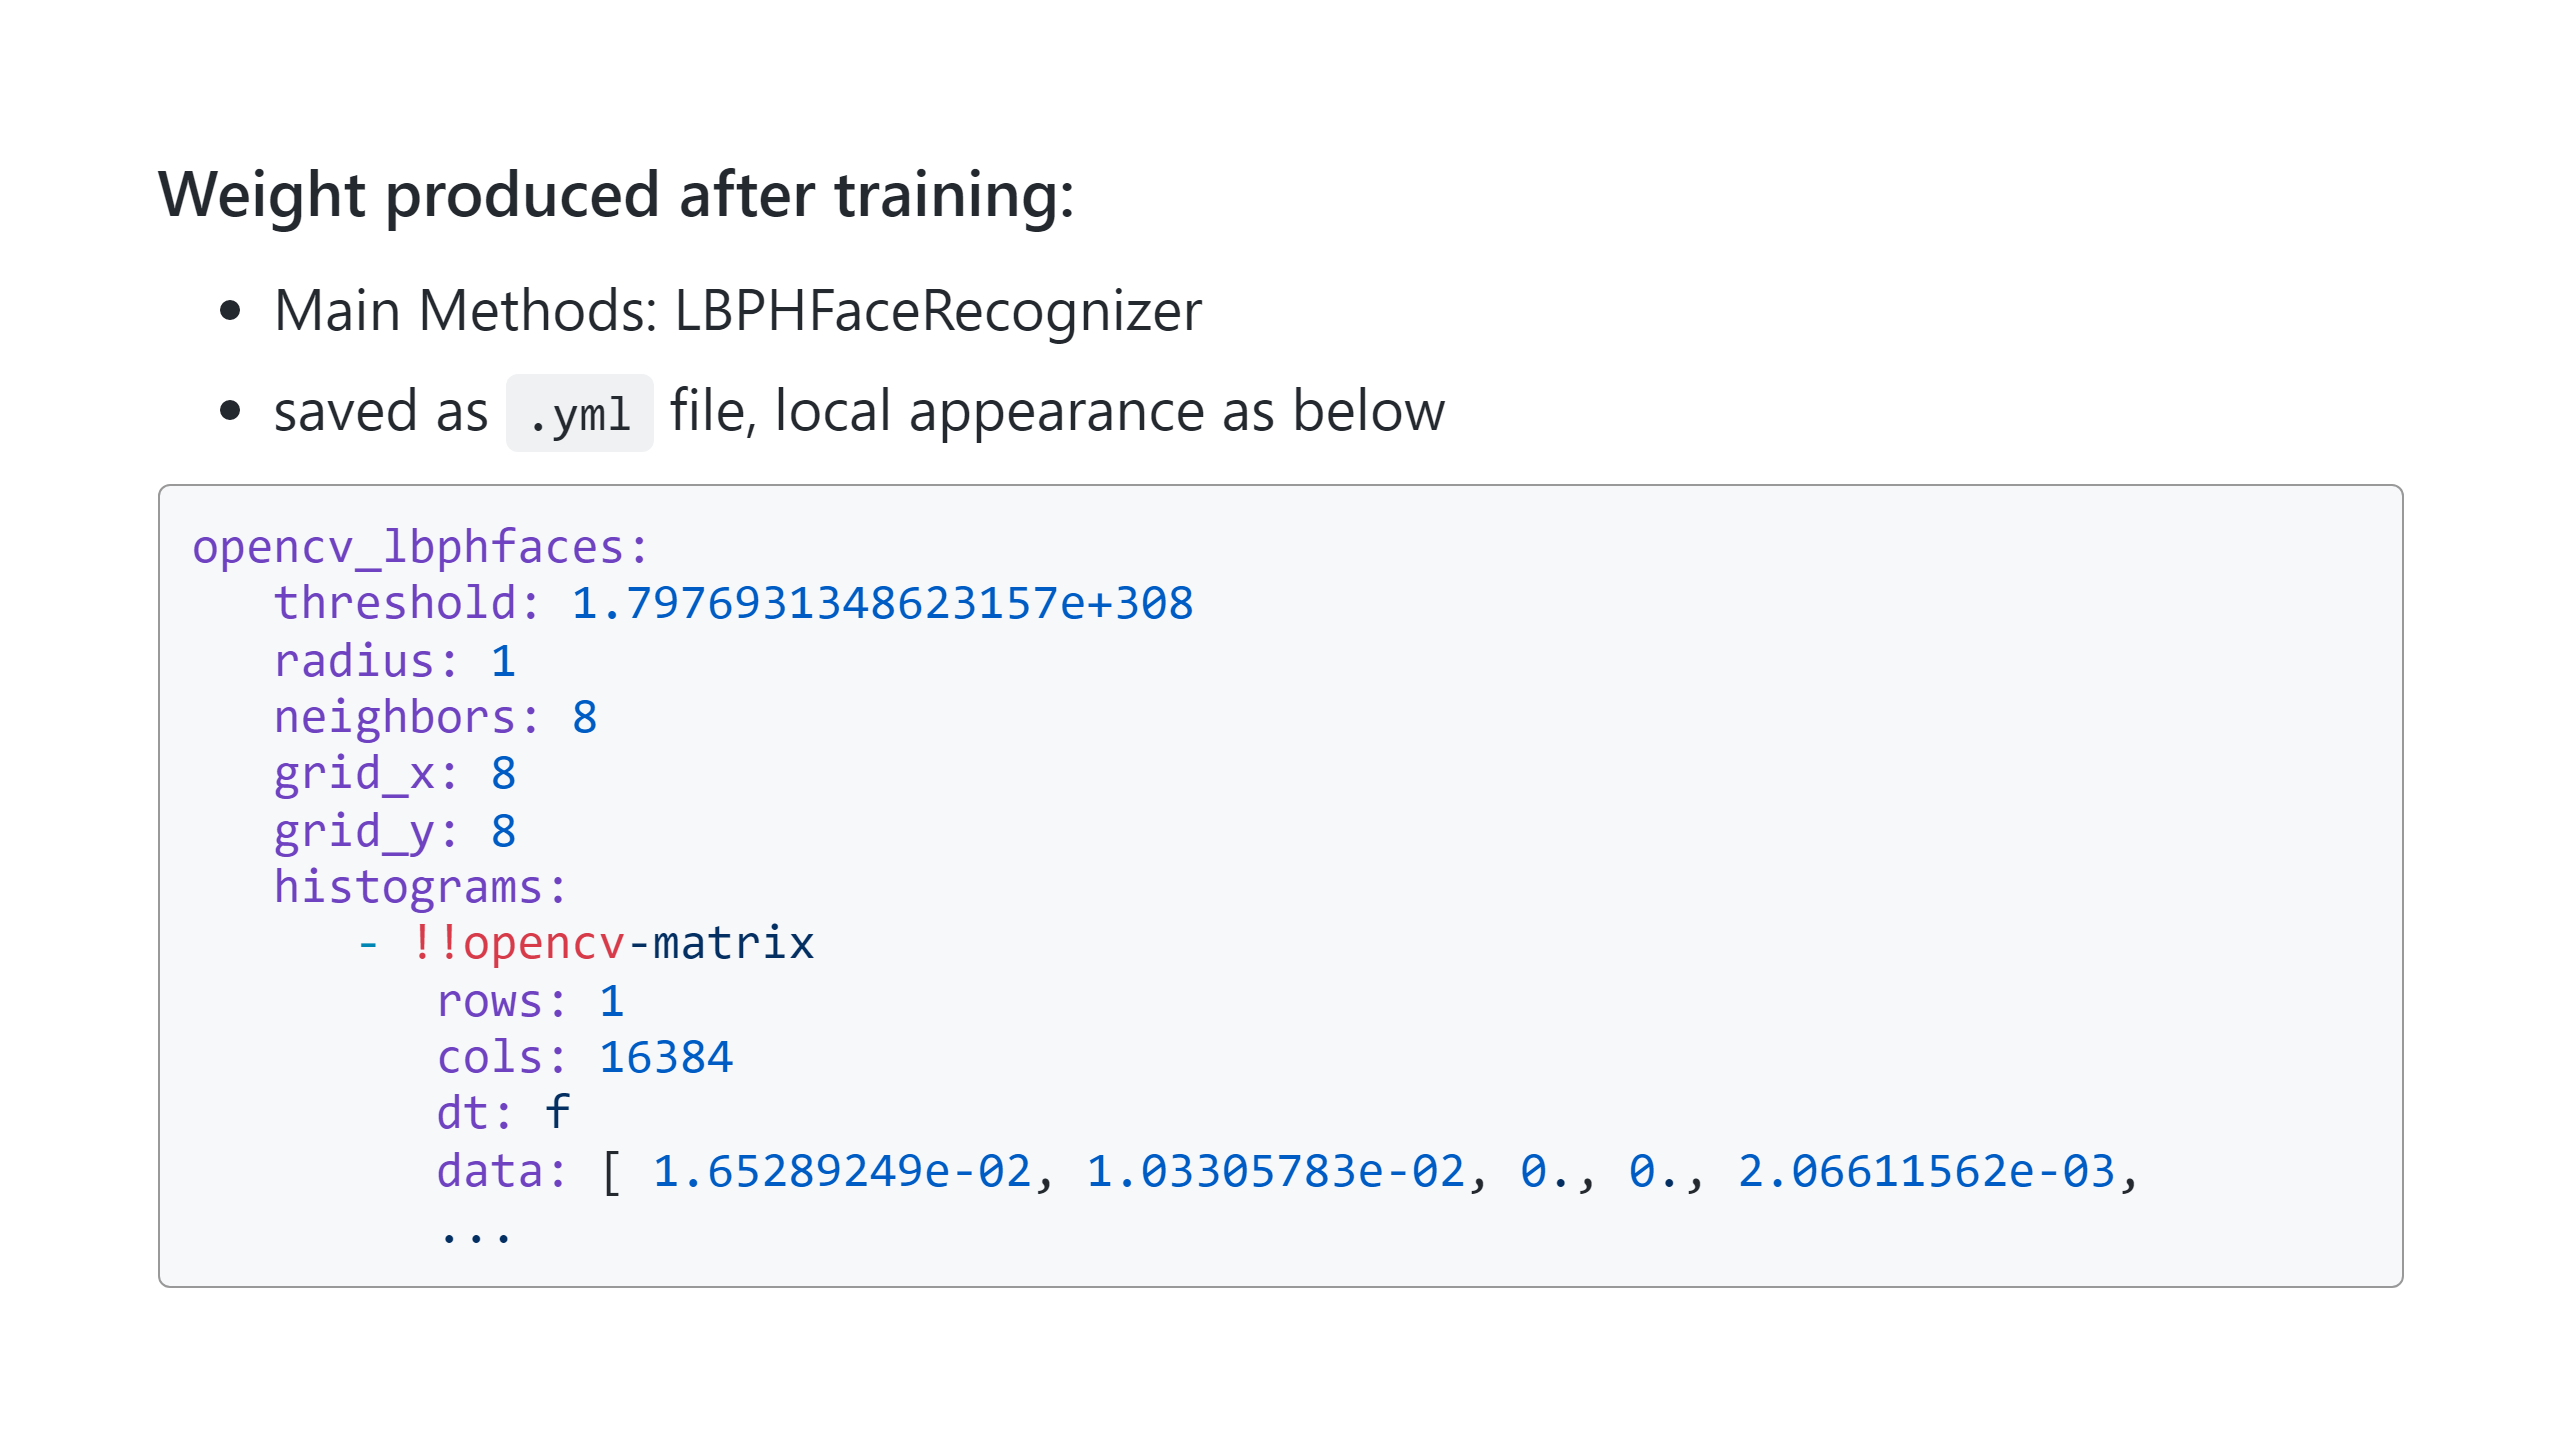 Weight produced after training:
• Main Methods: LBPHFaceRecognizer
• saved as .yml file, local appearance as below
opencv_lbphfaces:
   threshold: 1.7976931348623157e+308
   radius: 1
   neighbors: 8
   grid_x: 8
   grid_y: 8
   histograms:
      - !!opencv-matrix
         rows: 1
         cols: 16384
         dt: f
         data: [ 1.65289249e-02, 1.03305783e-02, 0., 0., 2.06611562e-03,
         ...